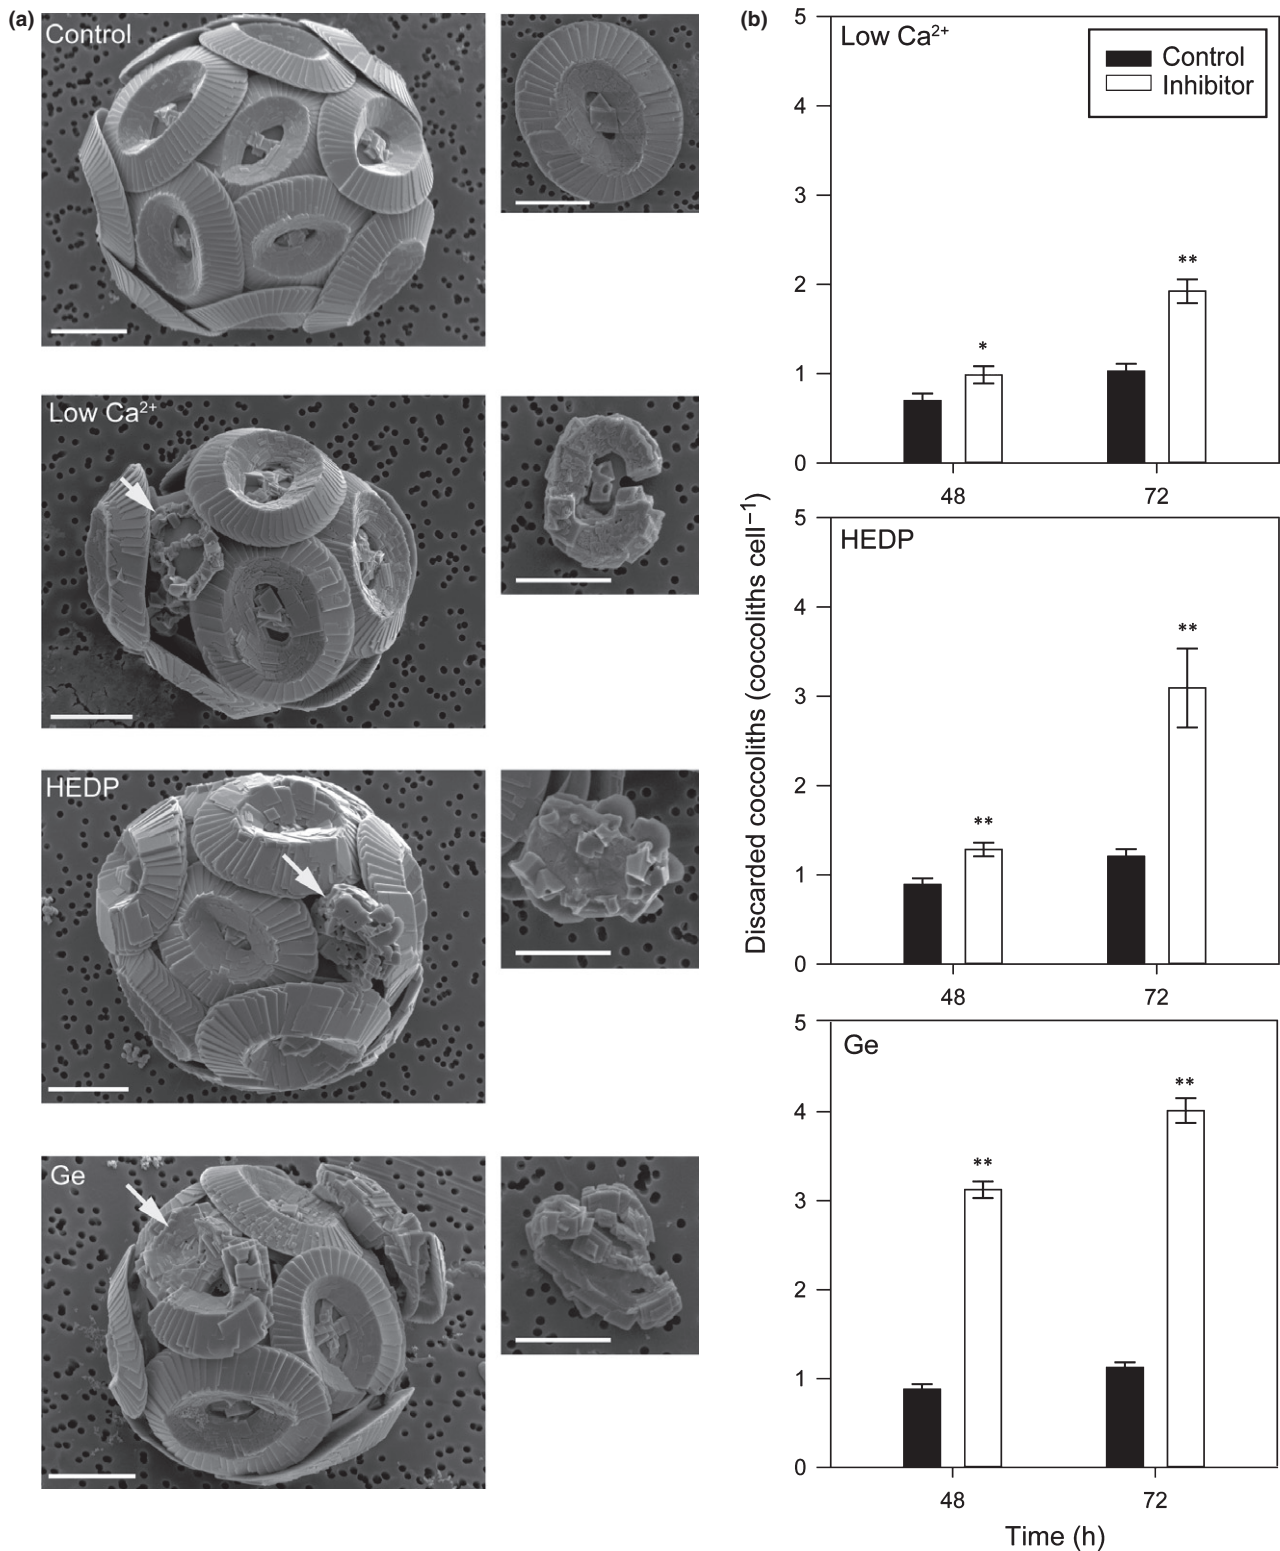 (a)
Control
Low Ca²⁺
HEDP
Ge
(b)
5
4
3
2
1
0
Low Ca²⁺
Control
Inhibitor
*
**
48
72
5
4
3
2
1
0
HEDP
**
**
48
72
5
4
3
2
1
0
Ge
**
**
48
72
Discarded coccoliths (coccoliths cell⁻¹)
Time (h)